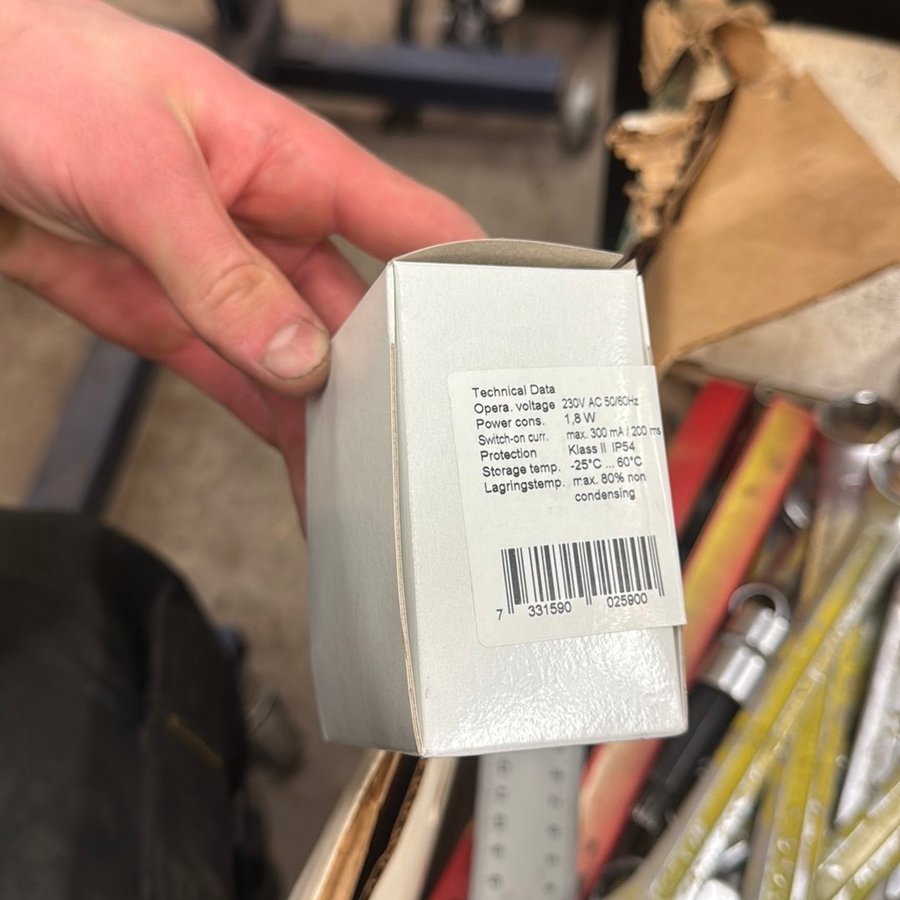 Technical Data
Opera. voltage 230V AC 50/60Hz
Power cons. 1,8 W
Switch-on curr. max. 300 mA / 200 ms
Protection Klass II IP54
Storage temp. -25°C ... 60°C
Lagringstemp. max. 80% non
condensing
7 331590 025900